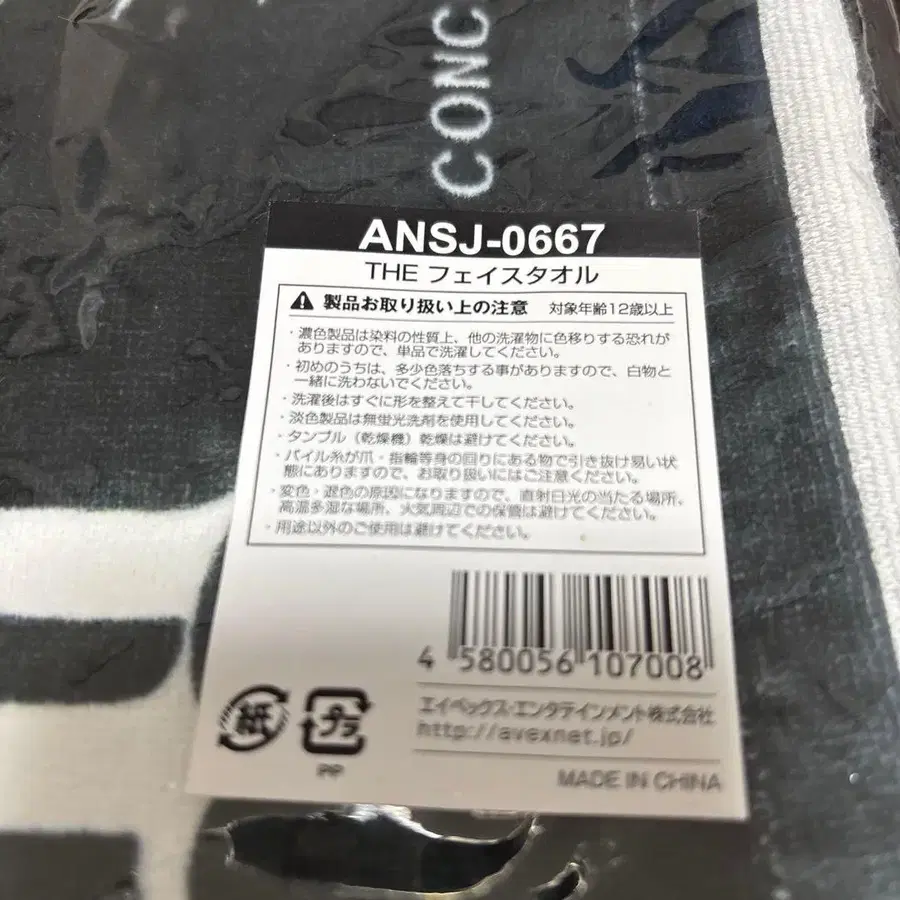 CONC
ANSJ-0667
THE フェイスタオル
製品お取り扱い上の注意 対象年齢12歳以上
・濃色製品は染料の性質上、他の洗濯物に色移りする恐れが
ありますので、単品で洗濯してください。
・初めのうちは、多少色落ちする事がありますので、白物と
一緒に洗わないでください。
・洗濯後はすぐに形を整えて干してください。
・淡色製品は無蛍光洗剤を使用してください。
・タンブル（乾燥機）乾燥は避けてください。
・パイル糸が爪・指輪等身の回りにある物で引き抜け易い状
態にありますので、お取り扱いにはご注意ください。
・変色・退色の原因になりますので、直射日光の当たる場所、
高温多湿な場所、火気周辺での保管は避けてください。
・用途以外のご使用は避けてください。
4 580056 107008
エイベックス・エンタテインメント株式会社
http://avexnet.jp/
紙
プラ
PP
MADE IN CHINA